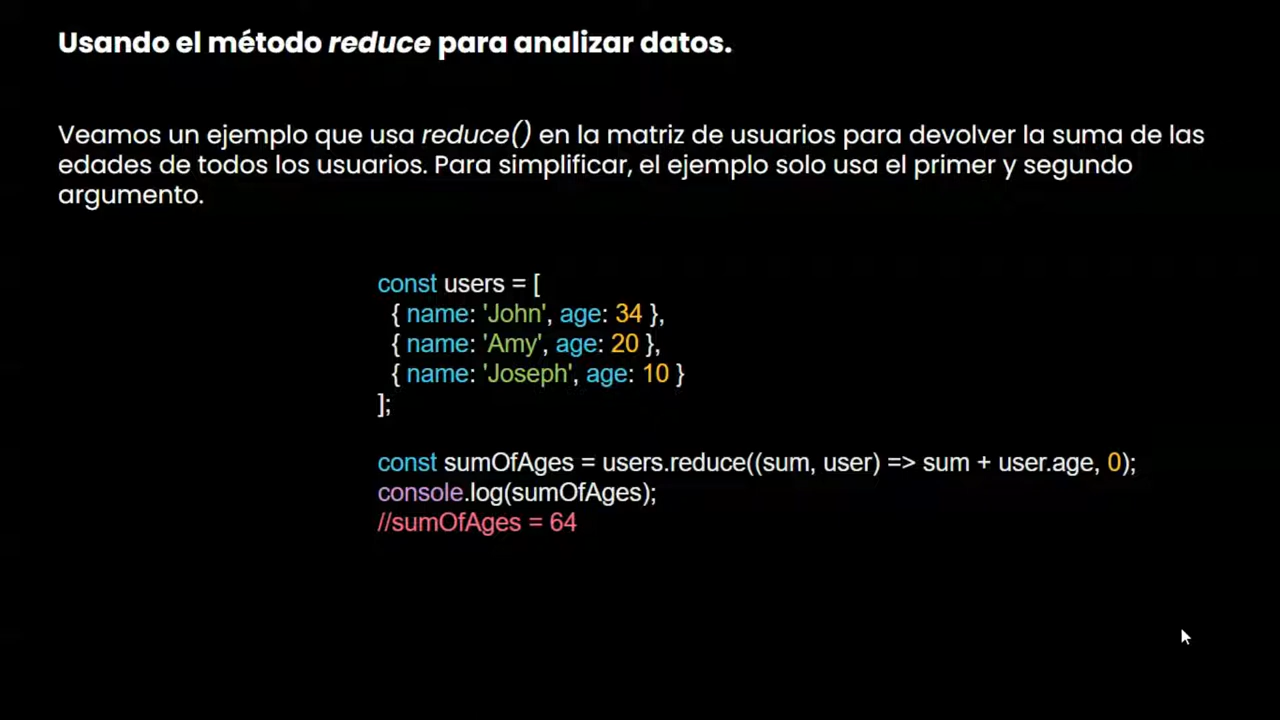 Usando el método reduce para analizar datos.
Veamos un ejemplo que usa reduce() en la matriz de usuarios para devolver la suma de las
edades de todos los usuarios. Para simplificar, el ejemplo solo usa el primer y segundo
argumento.
const users = [
{ name: 'John', age: 34 },
{ name: 'Amy', age: 20 },
{ name: 'Joseph', age: 10 }
];
const sumOfAges = users.reduce((sum, user) => sum + user.age, 0);
console.log(sumOfAges);
//sumOfAges = 64